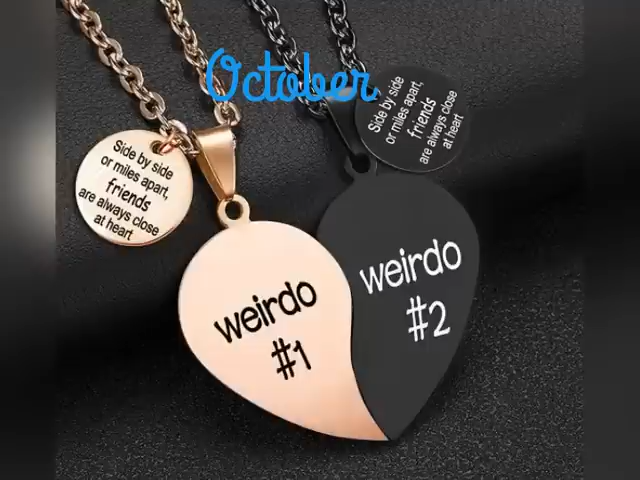 October
Side by side
or miles apart,
friends
are always close
at heart
Side by side
or miles apart,
friends
are always close
at heart
weirdo
#1
weirdo
#2